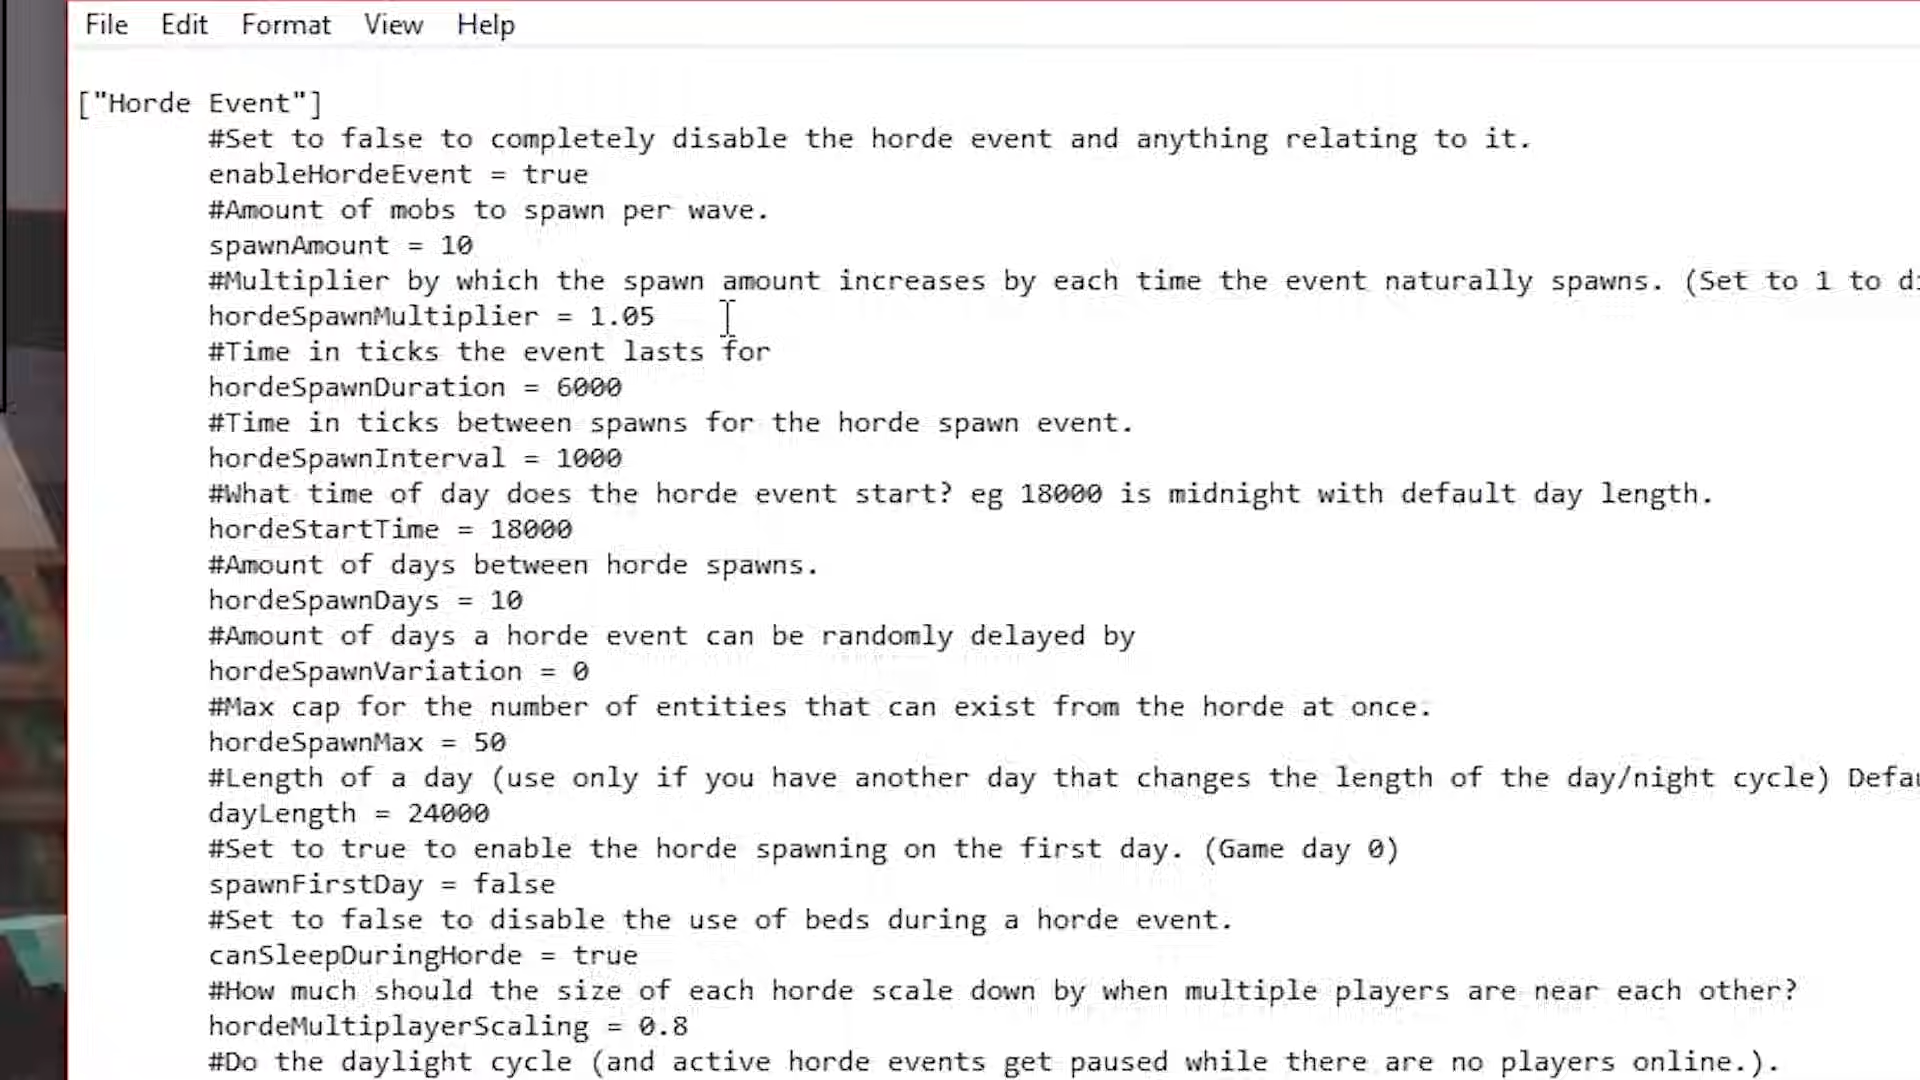 File Edit Format View Help
["Horde Event"]
#Set to false to completely disable the horde event and anything relating to it.
enableHordeEvent = true
#Amount of mobs to spawn per wave.
spawnAmount = 10
#Multiplier by which the spawn amount increases by each time the event naturally spawns. (Set to 1 to di
hordeSpawnMultiplier = 1.05
#Time in ticks the event lasts for
hordeSpawnDuration = 6000
#Time in ticks between spawns for the horde spawn event.
hordeSpawnInterval = 1000
#What time of day does the horde event start? eg 18000 is midnight with default day length.
hordeStartTime = 18000
#Amount of days between horde spawns.
hordeSpawnDays = 10
#Amount of days a horde event can be randomly delayed by
hordeSpawnVariation = 0
#Max cap for the number of entities that can exist from the horde at once.
hordeSpawnMax = 50
#Length of a day (use only if you have another day that changes the length of the day/night cycle) Defau
dayLength = 24000
#Set to true to enable the horde spawning on the first day. (Game day 0)
spawnFirstDay = false
#Set to false to disable the use of beds during a horde event.
canSleepDuringHorde = true
#How much should the size of each horde scale down by when multiple players are near each other?
hordeMultiplayerScaling = 0.8
#Do the daylight cycle (and active horde events get paused while there are no players online.).